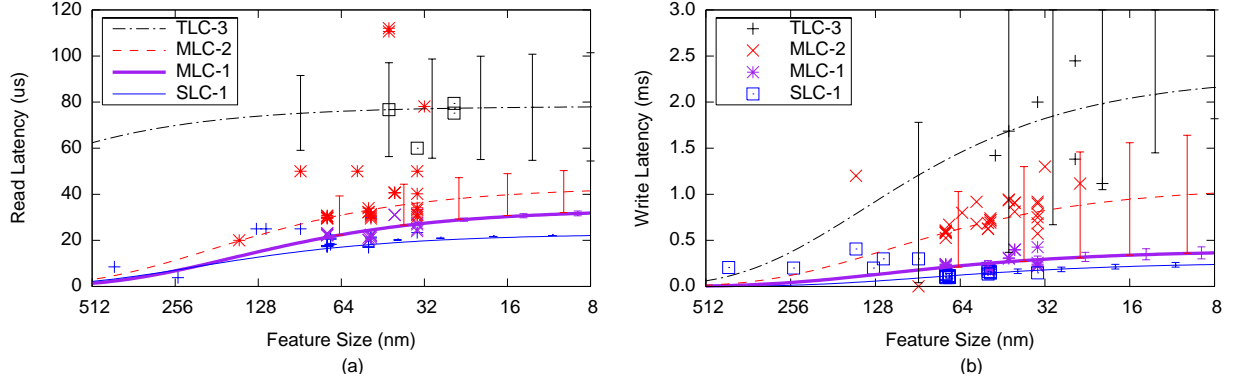 120
100
80
60
40
20
0
Read Latency (us)
TLC-3
MLC-2
MLC-1
SLC-1
512
256
128
64
32
16
8
Feature Size (nm)
(a)
3.0
2.5
2.0
1.5
1.0
0.5
0.0
Write Latency (ms)
TLC-3
MLC-2
MLC-1
SLC-1
512
256
128
64
32
16
8
Feature Size (nm)
(b)